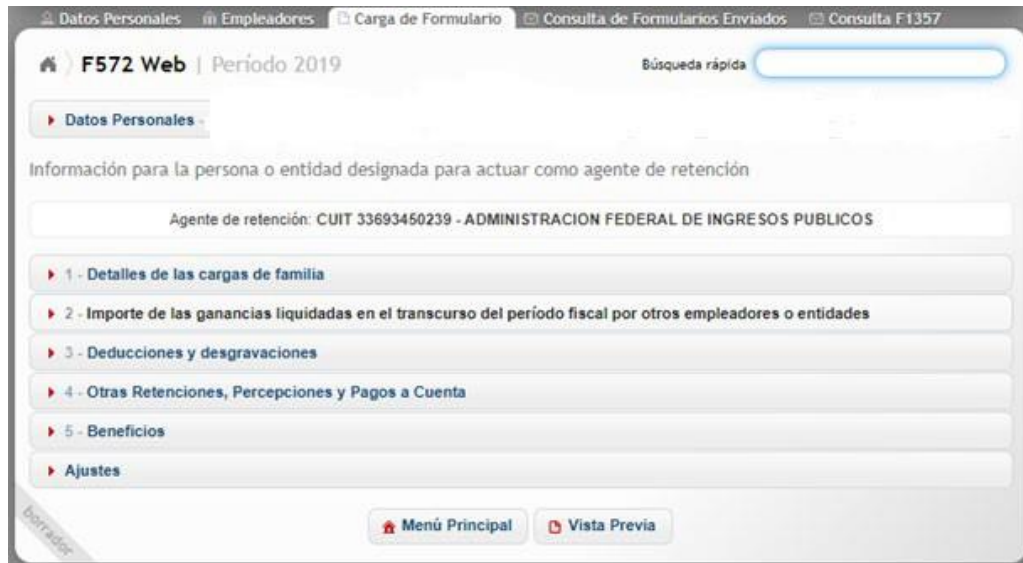 Datos Personales Empleadores Carga de Formulario Consulta de Formularios Enviados Consulta F1357
F572 Web | Período 2019 Búsqueda rápida
Datos Personales -
Información para la persona o entidad designada para actuar como agente de retención
Agente de retención: CUIT 33693450239 - ADMINISTRACION FEDERAL DE INGRESOS PUBLICOS
1 - Detalles de las cargas de familia
2 - Importe de las ganancias liquidadas en el transcurso del período fiscal por otros empleadores o entidades
3 - Deducciones y desgravaciones
4 - Otras Retenciones, Percepciones y Pagos a Cuenta
5 - Beneficios
Ajustes
borrador
Menú Principal Vista Previa